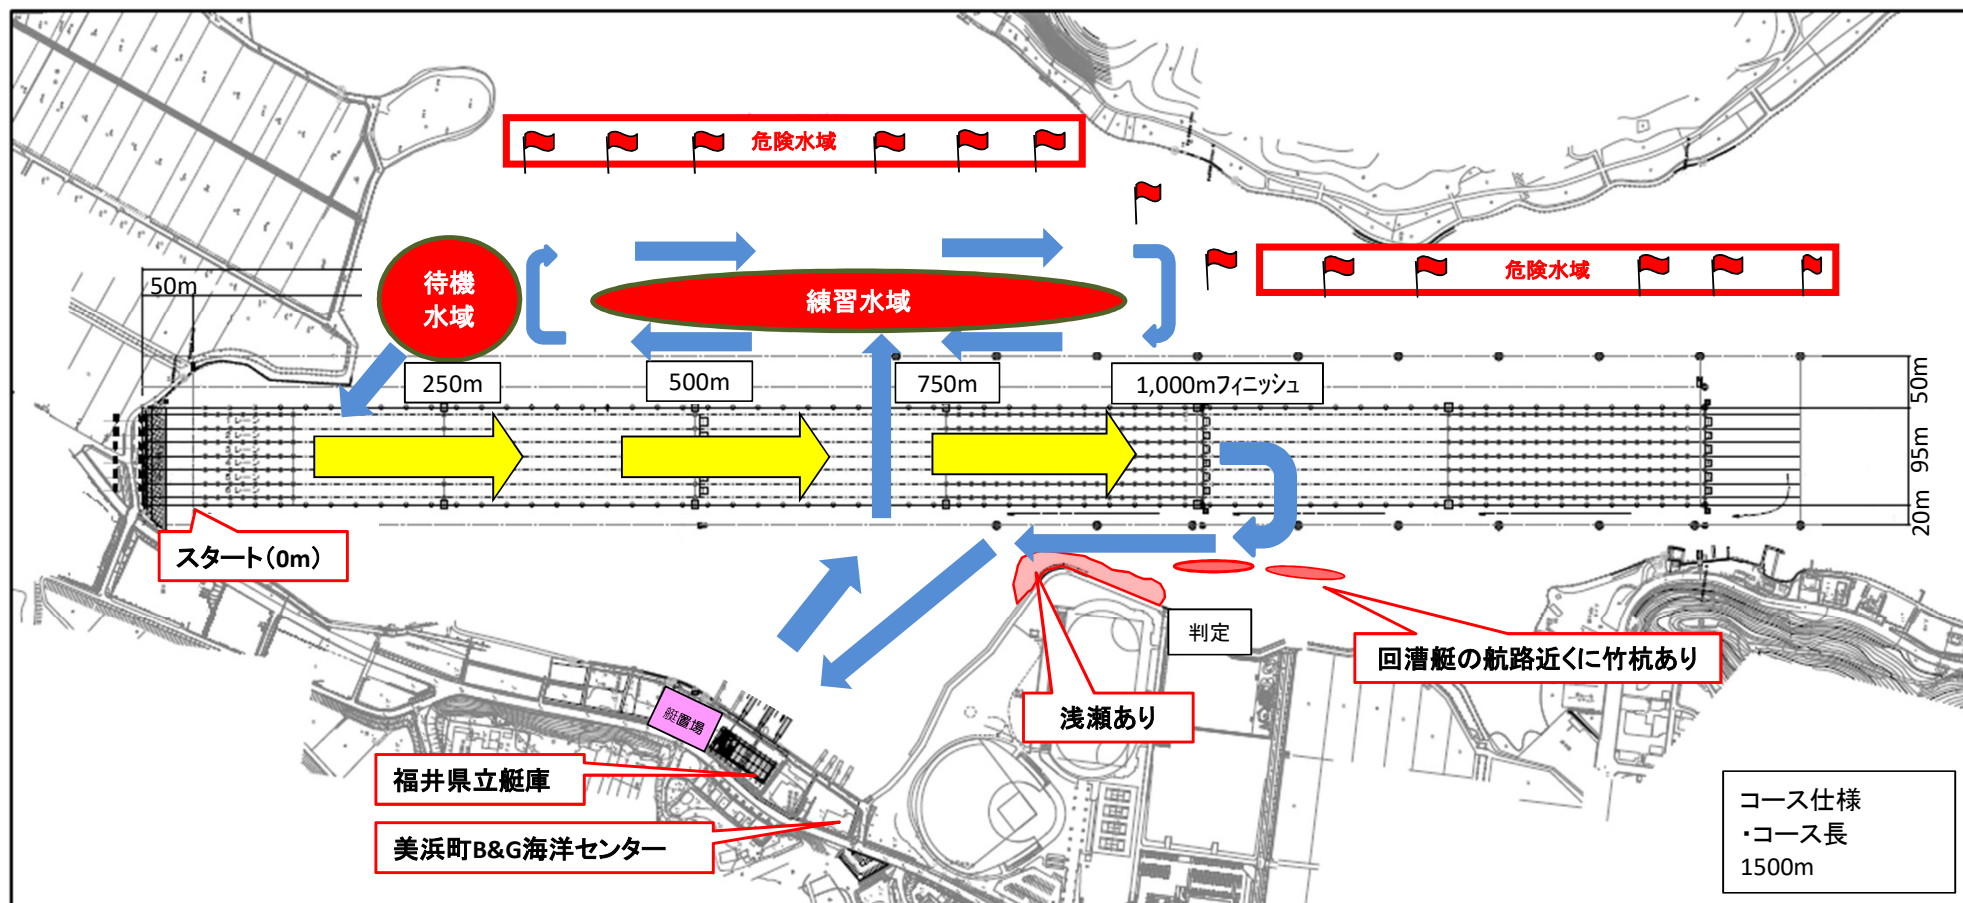 危険水域
危険水域
待機
水域
練習水域
50m
250m
500m
750m
1,000mフィニッシュ
50m
95m
20m
スタート(0m)
判定
回漕艇の航路近くに竹杭あり
浅瀬あり
艇置場
福井県立艇庫
美浜町B&G海洋センター
コース仕様
・コース長
1500m